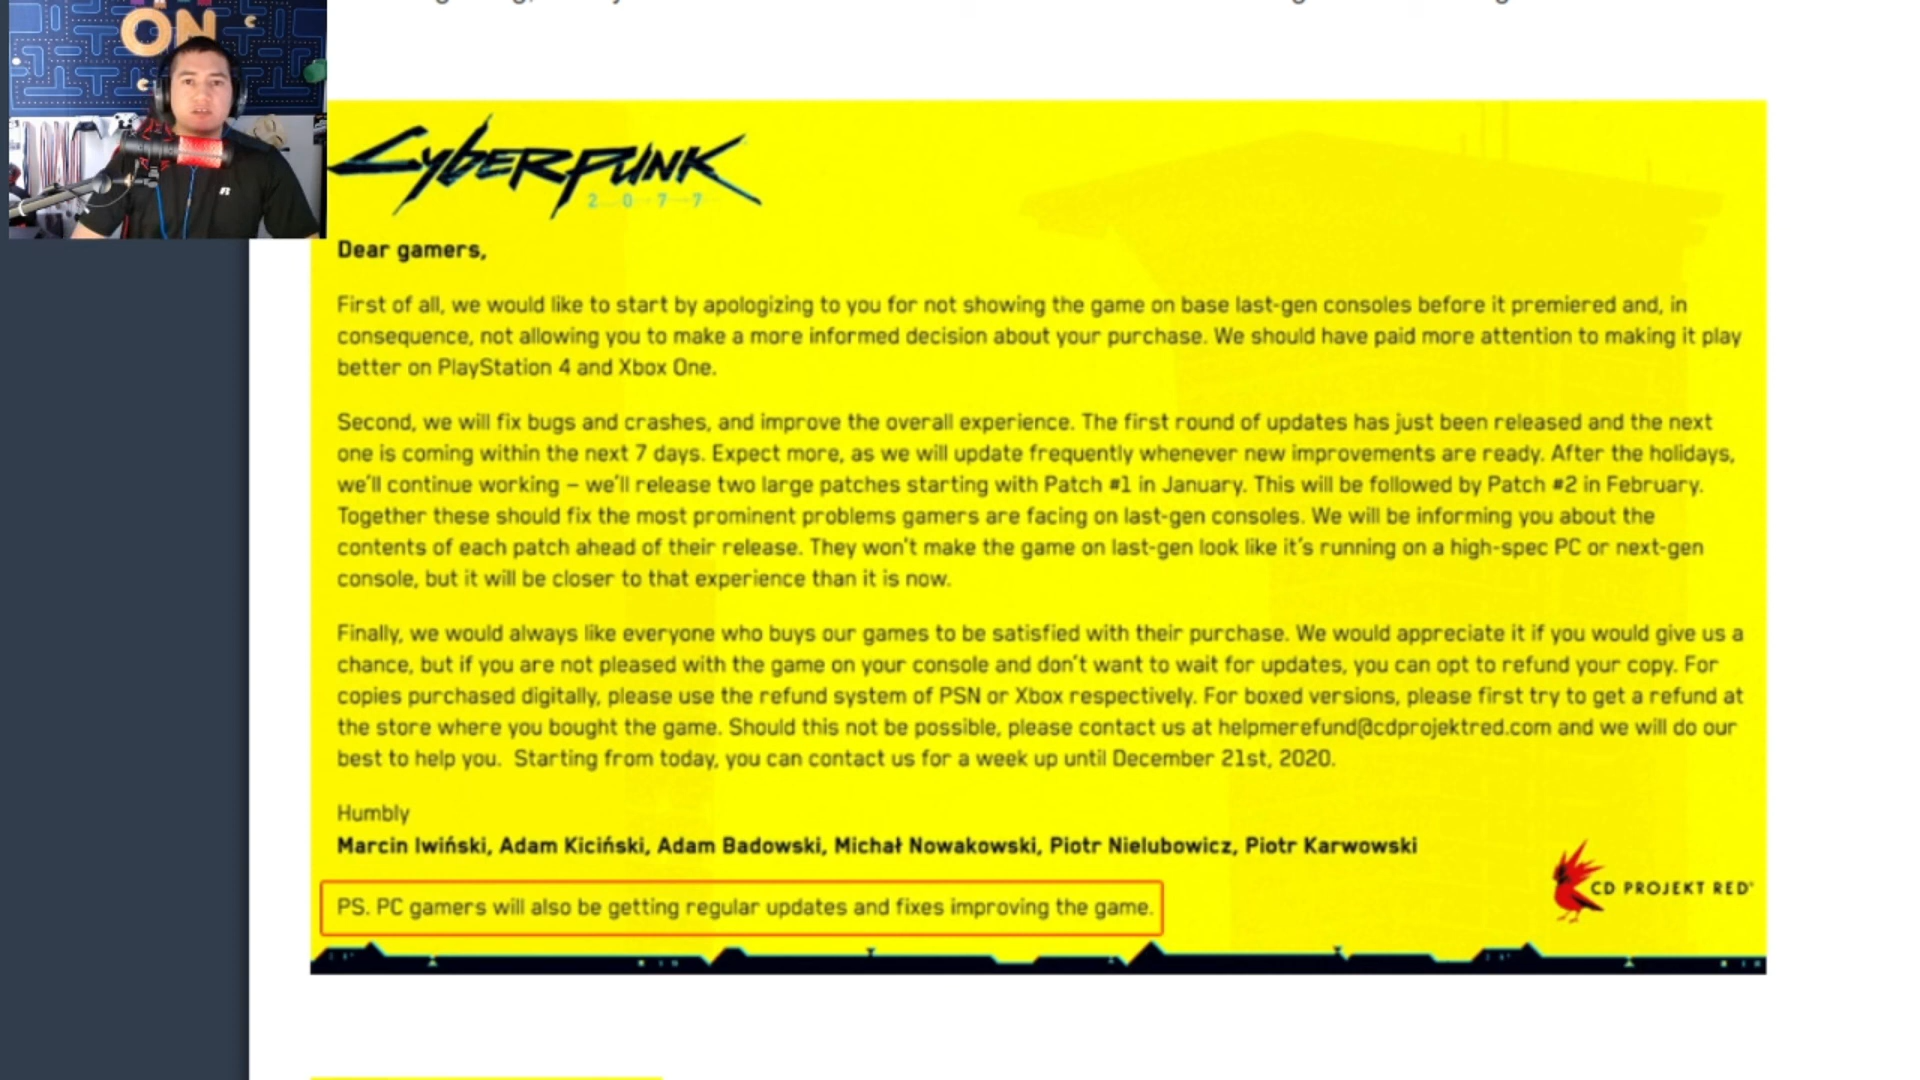 ON
CYBERPUNK
2077
Dear gamers,
First of all, we would like to start by apologizing to you for not showing the game on base last-gen consoles before it premiered and, in
consequence, not allowing you to make a more informed decision about your purchase. We should have paid more attention to making it play
better on PlayStation 4 and Xbox One.
Second, we will fix bugs and crashes, and improve the overall experience. The first round of updates has just been released and the next
one is coming within the next 7 days. Expect more, as we will update frequently whenever new improvements are ready. After the holidays,
we'll continue working – we'll release two large patches starting with Patch #1 in January. This will be followed by Patch #2 in February.
Together these should fix the most prominent problems gamers are facing on last-gen consoles. We will be informing you about the
contents of each patch ahead of their release. They won't make the game on last-gen look like it's running on a high-spec PC or next-gen
console, but it will be closer to that experience than it is now.
Finally, we would always like everyone who buys our games to be satisfied with their purchase. We would appreciate it if you would give us a
chance, but if you are not pleased with the game on your console and don't want to wait for updates, you can opt to refund your copy. For
copies purchased digitally, please use the refund system of PSN or Xbox respectively. For boxed versions, please first try to get a refund at
the store where you bought the game. Should this not be possible, please contact us at helpmerefund@cdprojektred.com and we will do our
best to help you.  Starting from today, you can contact us for a week up until December 21st, 2020.
Humbly
Marcin Iwiński, Adam Kiciński, Adam Badowski, Michał Nowakowski, Piotr Nielubowicz, Piotr Karwowski
CD PROJEKT RED
PS. PC gamers will also be getting regular updates and fixes improving the game.